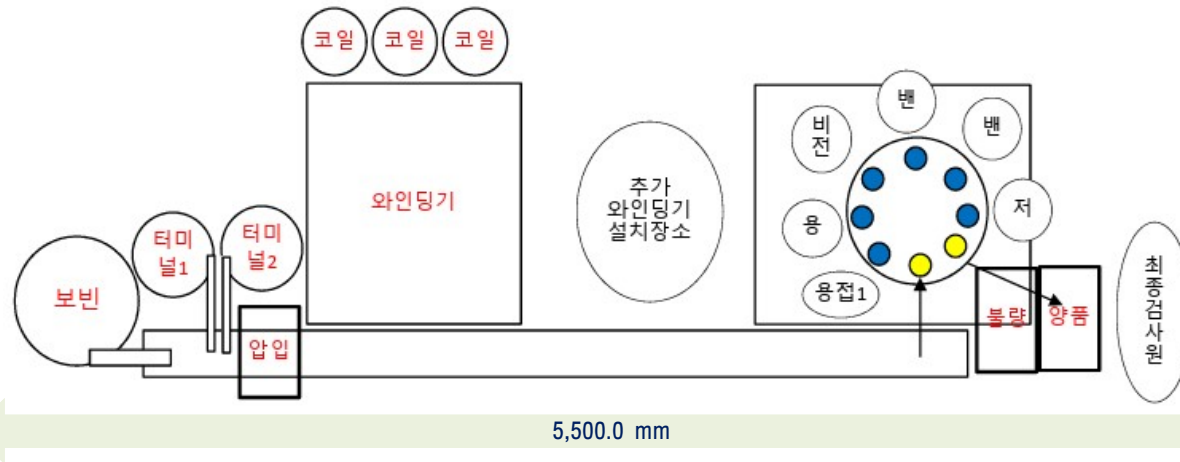 코일 코일 코일
밴
밴
비
전
와인딩기
추가
와인딩기
설치장소
저
용
용접1
터미
널1
터미
널2
보빈
압입
불량
양품
최
종
검
사
원
5,500.0 mm